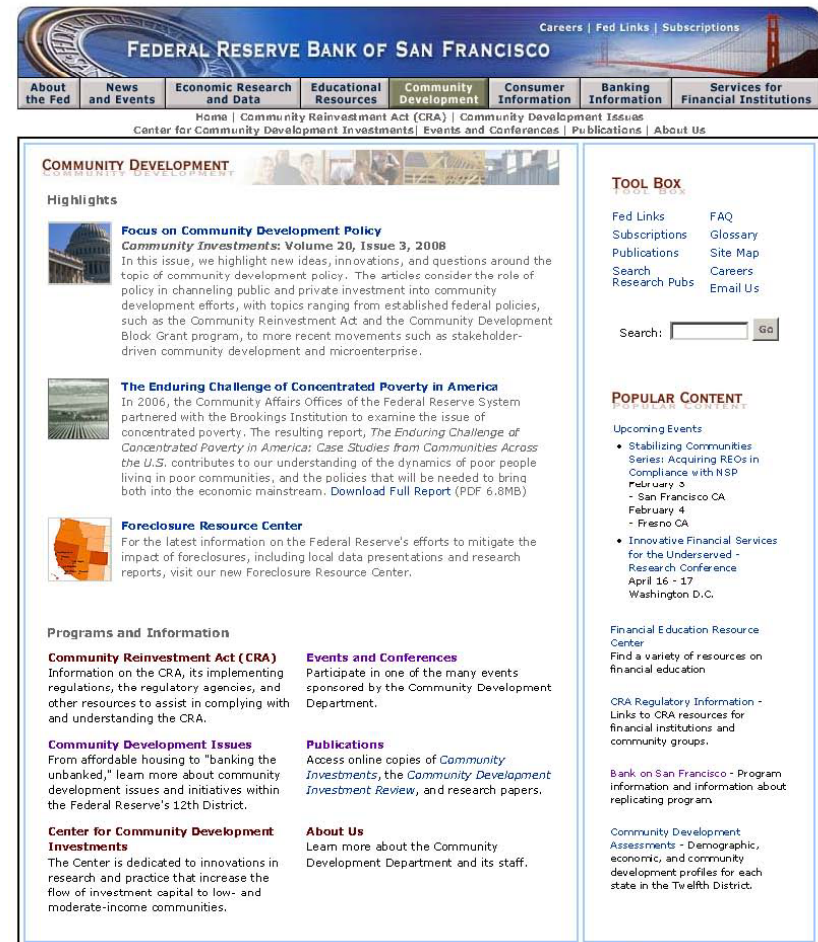 Careers | Fed Links | Subscriptions
FEDERAL RESERVE BANK OF SAN FRANCISCO
About the Fed
News and Events
Economic Research and Data
Educational Resources
Community Development
Consumer Information
Banking Information
Services for Financial Institutions
Home | Community Reinvestment Act (CRA) | Community Development Issues
Center for Community Development Investments| Events and Conferences | Publications | About Us
COMMUNITY DEVELOPMENT
Highlights
Focus on Community Development Policy
Community Investments: Volume 20, Issue 3, 2008
In this issue, we highlight new ideas, innovations, and questions around the
topic of community development policy. The articles consider the role of
policy in channeling public and private investment into community
development efforts, with topics ranging from established federal policies,
such as the Community Reinvestment Act and the Community Development
Block Grant program, to more recent movements such as stakeholder-
driven community development and microenterprise.
The Enduring Challenge of Concentrated Poverty in America
In 2006, the Community Affairs Offices of the Federal Reserve System
partnered with the Brookings Institution to examine the issue of
concentrated poverty. The resulting report, The Enduring Challenge of
Concentrated Poverty in America: Case Studies from Communities Across
the U.S. contributes to our understanding of the dynamics of poor people
living in poor communities, and the policies that will be needed to bring
both into the economic mainstream. Download Full Report (PDF 6.8MB)
Foreclosure Resource Center
For the latest information on the Federal Reserve's efforts to mitigate the
impact of foreclosures, including local data presentations and research
reports, visit our new Foreclosure Resource Center.
Programs and Information
Community Reinvestment Act (CRA)
Information on the CRA, its implementing
regulations, the regulatory agencies, and
other resources to assist in complying with
and understanding the CRA.
Events and Conferences
Participate in one of the many events
sponsored by the Community Development
Department.
Community Development Issues
From affordable housing to "banking the
unbanked," learn more about community
development issues and initiatives within
the Federal Reserve's 12th District.
Publications
Access online copies of Community
Investments, the Community Development
Investment Review, and research papers.
Center for Community Development
Investments
The Center is dedicated to innovations in
research and practice that increase the
flow of investment capital to low- and
moderate-income communities.
About Us
Learn more about the Community
Development Department and its staff.
TOOL BOX
Fed Links
Subscriptions
Publications
Search
Research Pubs
FAQ
Glossary
Site Map
Careers
Email Us
Search:
Go
POPULAR CONTENT
Upcoming Events
• Stabilizing Communities
Series: Acquiring REOs in
Compliance with NSP
February 3
- San Francisco CA
February 4
- Fresno CA
• Innovative Financial Services
for the Underserved -
Research Conference
April 16 - 17
Washington D.C.
Financial Education Resource
Center
Find a variety of resources on
financial education
CRA Regulatory Information -
Links to CRA resources for
financial institutions and
community groups.
Bank on San Francisco - Program
information and information about
replicating program.
Community Development
Assessments - Demographic,
economic, and community
development profiles for each
state in the Twelfth District.